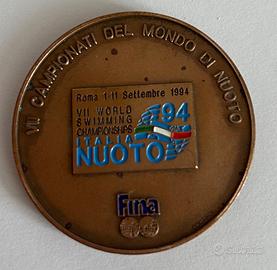 VII CAMPIONATI DEL MONDO DI NUOTO
Roma 1-11 Settembre 1994
VII WORLD
SWIMMING
CHAMPIONSHIPS
ITALIA
94
NUOTO
Fina
subito